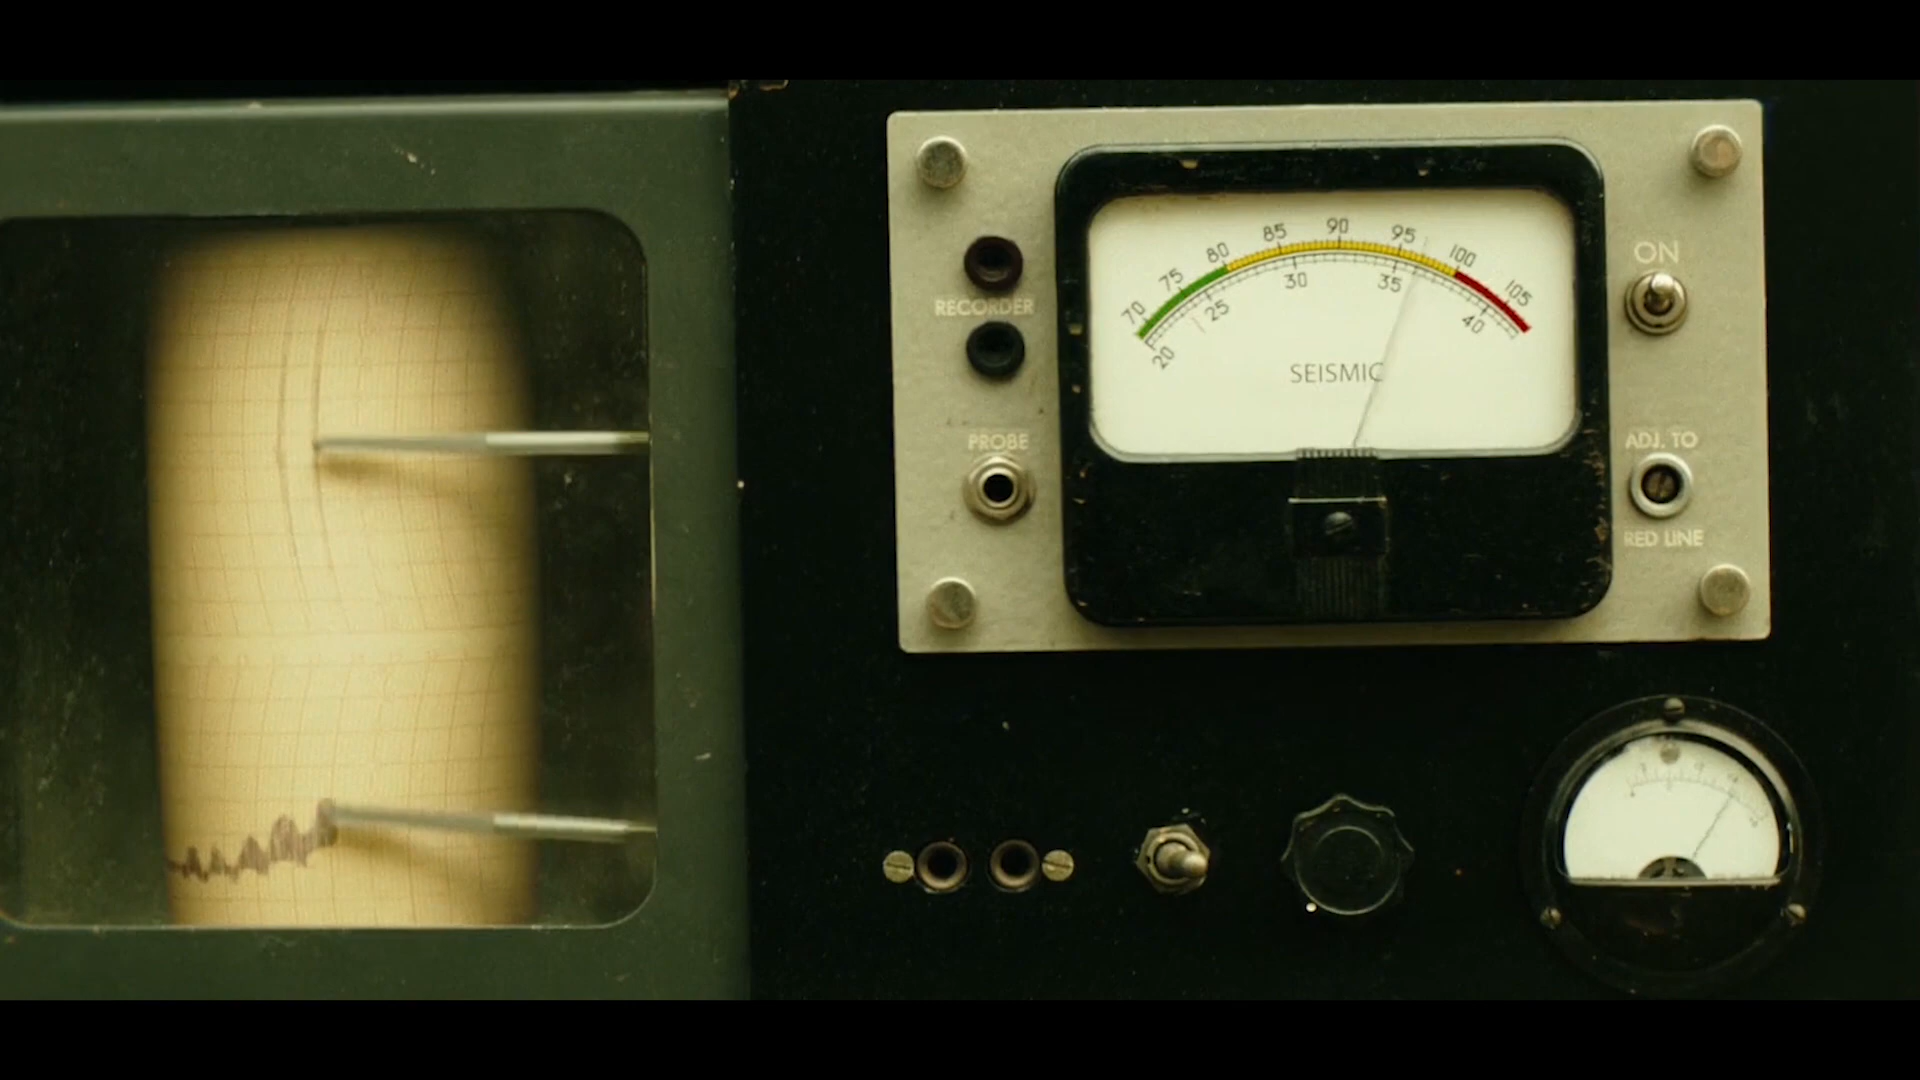 70 75 80 85 90 95 100 105
20 25 30 35 40
SEISMIC
RECORDER
PROBE
ON
ADJ. TO
RED LINE